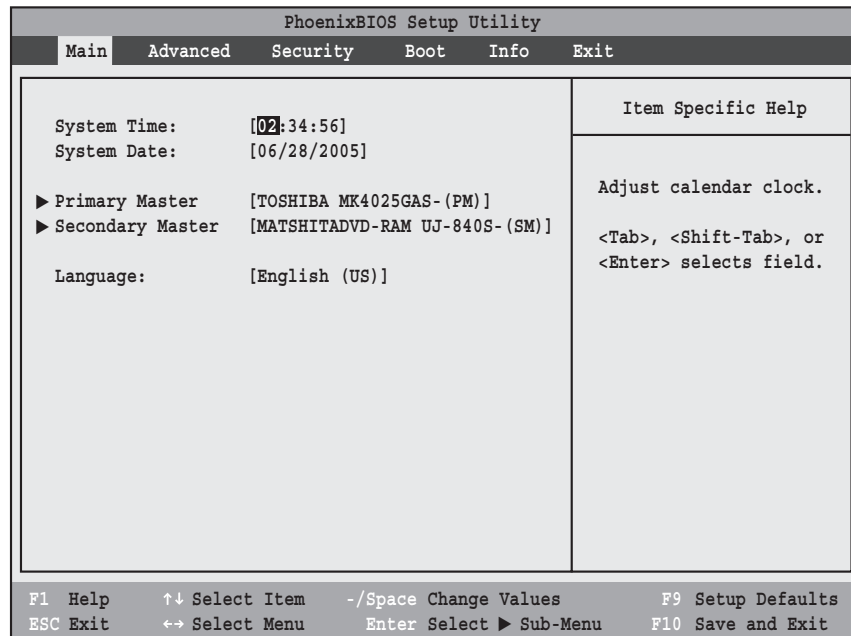 PhoenixBIOS Setup Utility
Main Advanced Security Boot Info Exit
System Time: [02:34:56]
System Date: [06/28/2005]
▶ Primary Master [TOSHIBA MK4025GAS-(PM)]
▶ Secondary Master [MATSHITADVD-RAM UJ-840S-(SM)]
Language: [English (US)]
Item Specific Help
Adjust calendar clock.
<Tab>, <Shift-Tab>, or
<Enter> selects field.
F1 Help ↑↓ Select Item -/Space Change Values F9 Setup Defaults
ESC Exit ←→ Select Menu Enter Select ▶ Sub-Menu F10 Save and Exit